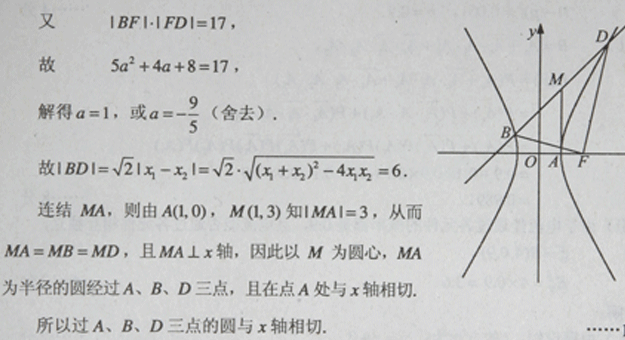 又 |BF|·|FD|=17，
故 5a²+4a+8=17，
解得a=1，或a=-9/5（舍去）.
故|BD|=√2|x₁-x₂|=√2·√((x₁+x₂)²-4x₁x₂)=6.
连结 MA，则由A(1,0)，M(1,3)知|MA|=3，从而
MA=MB=MD，且MA⊥x轴，因此以 M 为圆心，MA
为半径的圆经过A、B、D三点，且在点A处与x轴相切.
所以过A、B、D三点的圆与x轴相切.
y
D
M
B
O A F